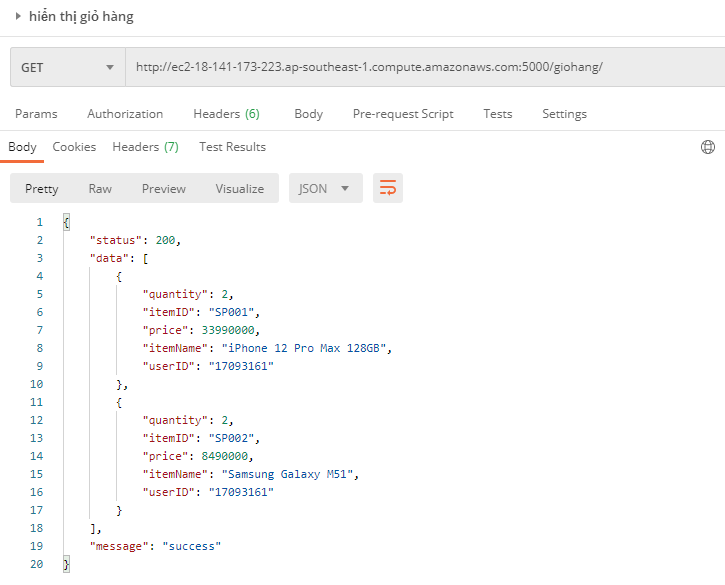 hiển thị giỏ hàng
GET http://ec2-18-141-173-223.ap-southeast-1.compute.amazonaws.com:5000/giohang/
Params Authorization Headers (6) Body Pre-request Script Tests Settings
Body Cookies Headers (7) Test Results
Pretty Raw Preview Visualize JSON
1 {
2 "status": 200,
3 "data": [
4 {
5 "quantity": 2,
6 "itemID": "SP001",
7 "price": 33990000,
8 "itemName": "iPhone 12 Pro Max 128GB",
9 "userID": "17093161"
10 },
11 {
12 "quantity": 2,
13 "itemID": "SP002",
14 "price": 8490000,
15 "itemName": "Samsung Galaxy M51",
16 "userID": "17093161"
17 }
18 ],
19 "message": "success"
20 }